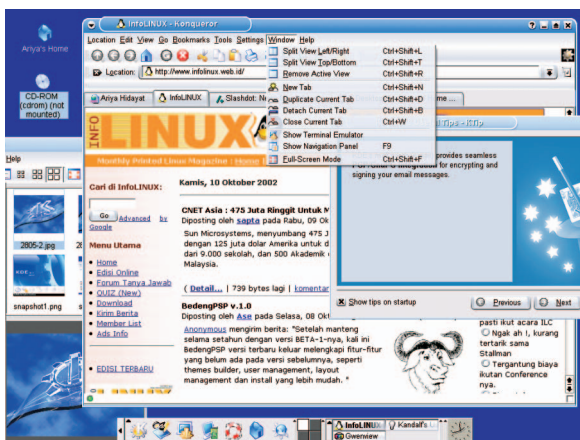 InfoLINUX - Konqueror
Location Edit View Go Bookmarks Tools Settings Window Help
Ariya's Home
CD-ROM
(cdrom) (not
mounted)
Location: http://www.infolinux.web.id/
Split View Left/Right Ctrl+Shift+L
Split View Top/Bottom Ctrl+Shift+T
Remove Active View Ctrl+Shift+R
New Tab Ctrl+Shift+N
Duplicate Current Tab Ctrl+Shift+D
Detach Current Tab Ctrl+Shift+B
Close Current Tab Ctrl+W
Show Terminal Emulator
Show Navigation Panel F9
Full-Screen Mode Ctrl+Shift+F
Ariya Hidayat
InfoLINUX
Slashdot:
me ...
INFO LINUX
Monthly Printed Linux Magazine | Home
Tips - KTip
provides seamless
for encrypting and
signing your email messages.
Help
2805-2.jpg
snapshot1.png
Cari di InfoLINUX:
Go Advanced by
Google
Menu Utama
Home
Edisi Online
Forum Tanya Jawab
QUIZ (New)
Download
Kirim Berita
Member List
Ads Info
EDISI TERBARU
Kamis, 10 Oktober 2002
CNET Asia : 475 Juta Ringgit Untuk
Diposting oleh sapta pada Rabu, 09
Sun Microsystems, menyumbang 475
dengan 125 juta dolar Amerika untuk
dari 9.000 sekolah, dan 500 Akademik
Malaysia.
( Detail... | 739 bytes lagi | komentar
BedengPSP v.1.0
Diposting oleh Ase pada Selasa, 08
Anonymous mengirim berita: "Setelah manteng
selama setahun dengan versi BETA-1-nya, kali ini
BedengPSP versi terbaru keluar melengkapi fitur-fitur
yang belum ada pada versi sebelumnya, seperti
themes builder, user management, layout
management dan install yang lebih mudah. "
Show tips on startup
Previous
Next
pasti ikut acara ILC
Ngak ah !, kurang
tertarik sama
Stallman
Tergantung biaya
ikutan Conference
nya.
InfoLINUX
Kandalf's
Gwenview